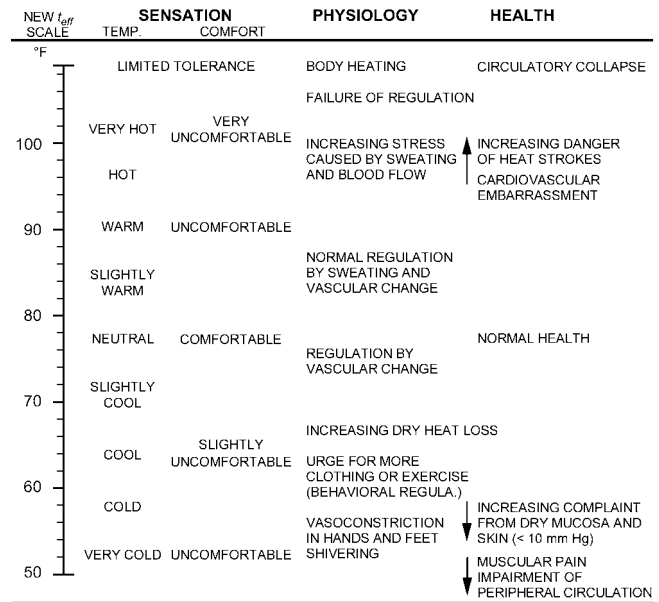 NEW t_eff SENSATION PHYSIOLOGY HEALTH
SCALE TEMP. COMFORT
°F
LIMITED TOLERANCE BODY HEATING CIRCULATORY COLLAPSE
FAILURE OF REGULATION
VERY HOT VERY
UNCOMFORTABLE
100 INCREASING STRESS INCREASING DANGER
CAUSED BY SWEATING OF HEAT STROKES
HOT AND BLOOD FLOW CARDIOVASCULAR
EMBARRASSMENT
90 WARM UNCOMFORTABLE
NORMAL REGULATION
SLIGHTLY BY SWEATING AND
WARM VASCULAR CHANGE
80
NEUTRAL COMFORTABLE NORMAL HEALTH
REGULATION BY
VASCULAR CHANGE
SLIGHTLY
70 COOL
INCREASING DRY HEAT LOSS
COOL SLIGHTLY
UNCOMFORTABLE URGE FOR MORE
CLOTHING OR EXERCISE
60 (BEHAVIORAL REGULA.)
COLD INCREASING COMPLAINT
VASOCONSTRICTION FROM DRY MUCOSA AND
IN HANDS AND FEET SKIN (< 10 mm Hg)
VERY COLD UNCOMFORTABLE SHIVERING
MUSCULAR PAIN
50 IMPAIRMENT OF
PERIPHERAL CIRCULATION